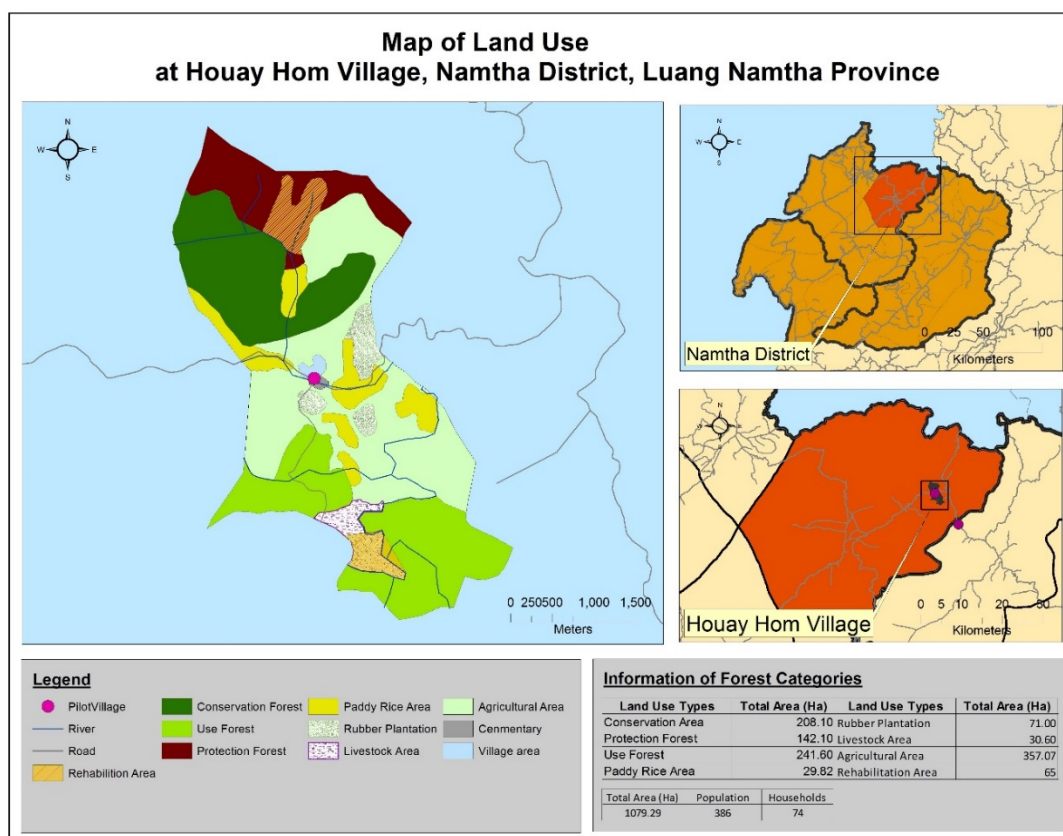 Map of Land Use
at Houay Hom Village, Namtha District, Luang Namtha Province
N
W E
S
0 250500 1,000 1,500
Meters
N
W E
S
0 25 50 100
Kilometers
Namtha District
N
W E
S
0 5 10 20 30
Kilometers
Houay Hom Village
Legend
PilotVillage
River
Road
Rehabilition Area
Conservation Forest
Use Forest
Protection Forest
Paddy Rice Area
Rubber Plantation
Livestock Area
Agricultural Area
Cenmentary
Village area
Information of Forest Categories
Land Use Types Total Area (Ha) Land Use Types Total Area (Ha)
Conservation Area 208.10 Rubber Plantation 71.00
Protection Forest 142.10 Livestock Area 30.60
Use Forest 241.60 Agricultural Area 357.07
Paddy Rice Area 29.82 Rehabilitation Area 65
Total Area (Ha) Population Households
1079.29 386 74